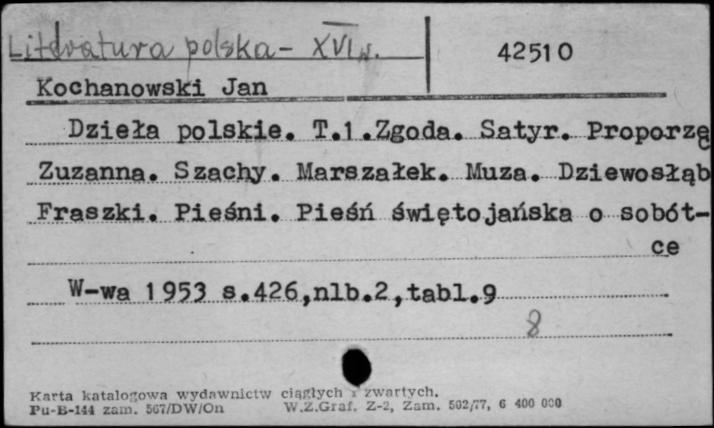 Literatura polska - XVI w. 42510
Kochanowski Jan
Dzieła polskie. T.1.Zgoda. Satyr. Proporzę
Zuzanna. Szachy. Marszałek. Muza. Dziewosłąb
Fraszki. Pieśni. Pieśń świętojańska o sobót-
ce
W-wa 1953 s.426,nlb.2,tabl.9
8
Karta katalogowa wydawnictw ciągłych i zwartych.
Pu-B-144 zam. 567/DW/On W.Z.Graf. Z-2, Zam. 502/77, 6 400 000